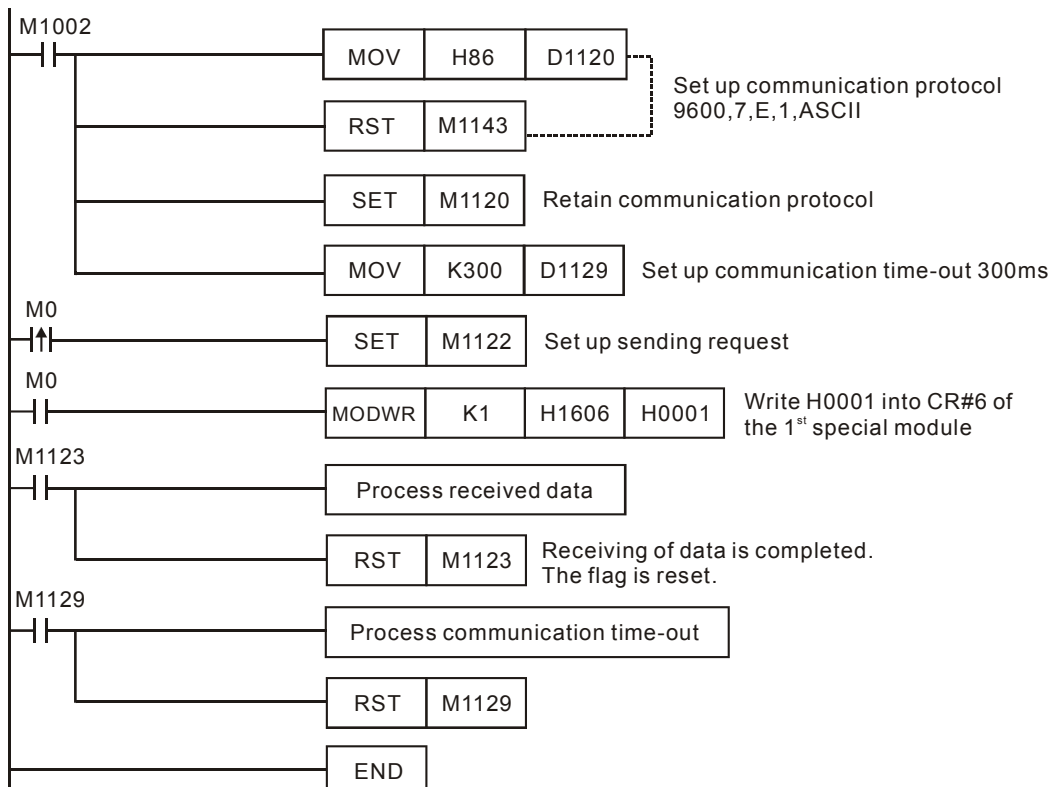 M1002
MOV H86 D1120
Set up communication protocol
9600,7,E,1,ASCII
RST M1143
SET M1120 Retain communication protocol
MOV K300 D1129 Set up communication time-out 300ms
M0
SET M1122 Set up sending request
M0
MODWR K1 H1606 H0001 Write H0001 into CR#6 of
the 1st special module
M1123
Process received data
RST M1123 Receiving of data is completed.
The flag is reset.
M1129
Process communication time-out
RST M1129
END